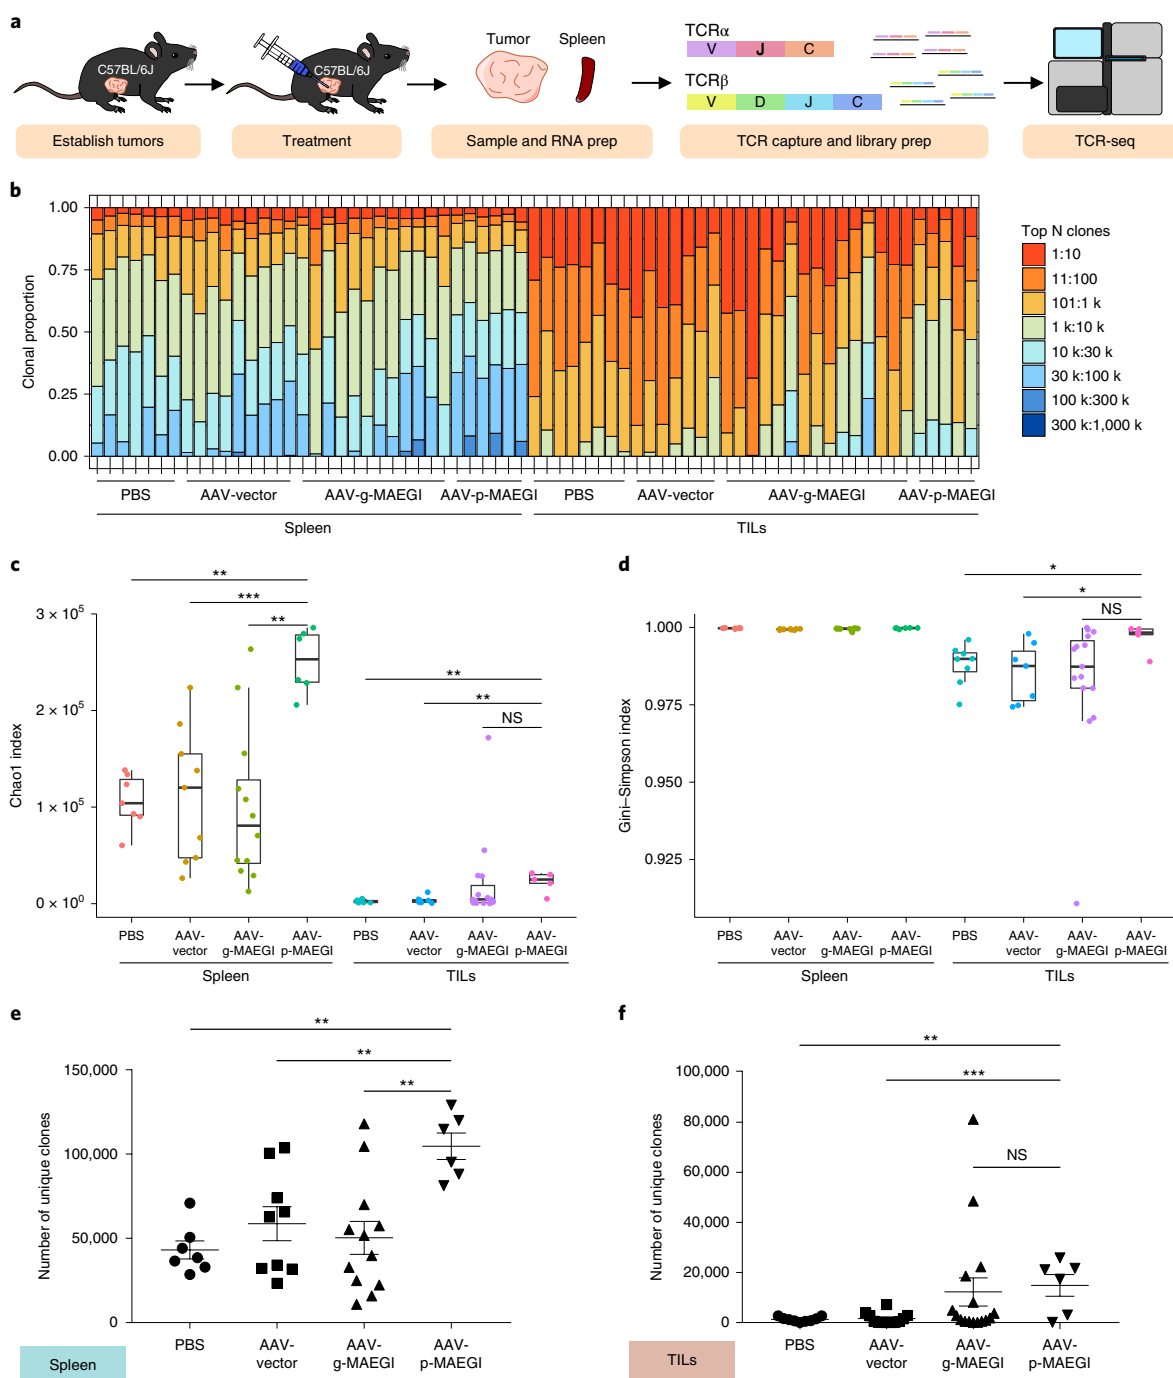 a
C57BL/6J
C57BL/6J
Tumor
Spleen
TCRα
V J C
TCRβ
V D J C
Establish tumors
Treatment
Sample and RNA prep
TCR capture and library prep
TCR-seq
b
Clonal proportion
1.00
0.75
0.50
0.25
0.00
PBS
AAV-vector
AAV-g-MAEGI
AAV-p-MAEGI
PBS
AAV-vector
AAV-g-MAEGI
AAV-p-MAEGI
Spleen
TILs
Top N clones
1:10
11:100
101:1 k
1 k:10 k
10 k:30 k
30 k:100 k
100 k:300 k
300 k:1,000 k
c
Chao1 index
3 × 10⁵
2 × 10⁵
1 × 10⁵
0 × 10⁰
**
***
**
**
**
NS
PBS
AAV-
vector
AAV-
g-MAEGI
AAV-
p-MAEGI
PBS
AAV-
vector
AAV-
g-MAEGI
AAV-
p-MAEGI
Spleen
TILs
d
Gini–Simpson index
1.000
0.975
0.950
0.925
*
*
NS
PBS
AAV-
vector
AAV-
g-MAEGI
AAV-
p-MAEGI
PBS
AAV-
vector
AAV-
g-MAEGI
AAV-
p-MAEGI
Spleen
TILs
e
Number of unique clones
150,000
100,000
50,000
0
**
**
**
PBS
AAV-
vector
AAV-
g-MAEGI
AAV-
p-MAEGI
Spleen
f
Number of unique clones
100,000
80,000
60,000
40,000
20,000
0
**
***
NS
PBS
AAV-
vector
AAV-
g-MAEGI
AAV-
p-MAEGI
TILs